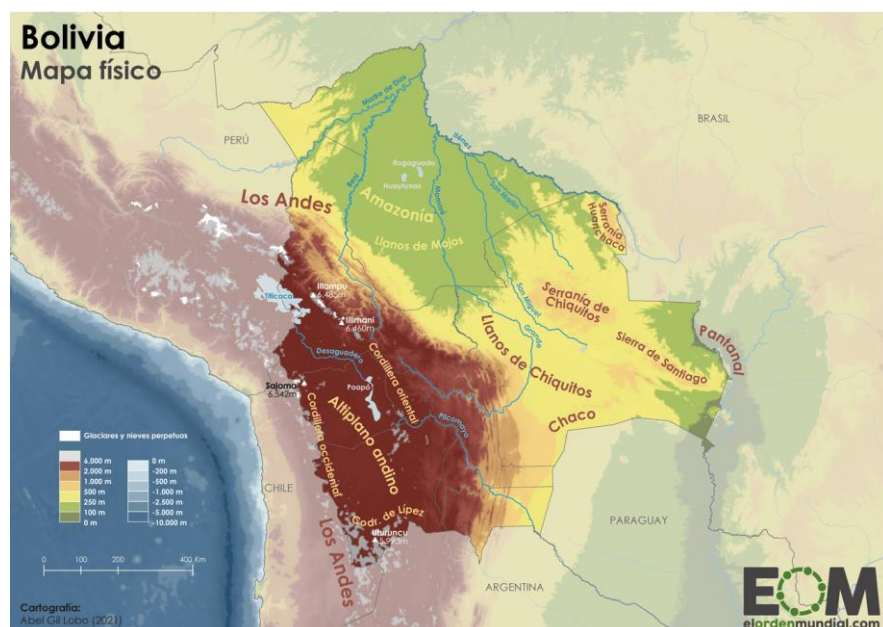 Bolivia
Mapa físico
BRASIL
PERÚ
Madre de Dios
Iténez
Beni
Rogaguado
Huaytunas
Mamoré
San Martín
Los Andes
Amazonía
Serranía
Huanchaca
Llanos de Mojos
Titicaca
Illampu
6.485m
Illimani
6.460m
San Miguel
Serranía de
Chiquitos
Grande
Desaguadero
Llanos de Chiquitos
Sierra de Santiago
Pantanal
Sajama
6.542m
Poopó
Cordillera oriental
Cordillera occidental
Altiplano andino
Pilcomayo
Chaco
Glaciares y nieves perpetuas
6.000 m
2.000 m
1.000 m
500 m
250 m
100 m
0 m
0 m
-200 m
-500 m
-1.000 m
-2.500 m
-5.000 m
-10.000 m
CHILE
Codr. de Lípez
Uturuncu
Los Andes
PARAGUAY
ARGENTINA
0 100 200 400 Km
Cartografía:
Abel Gil Lobo (2021)
EOM
elordenmundial.com